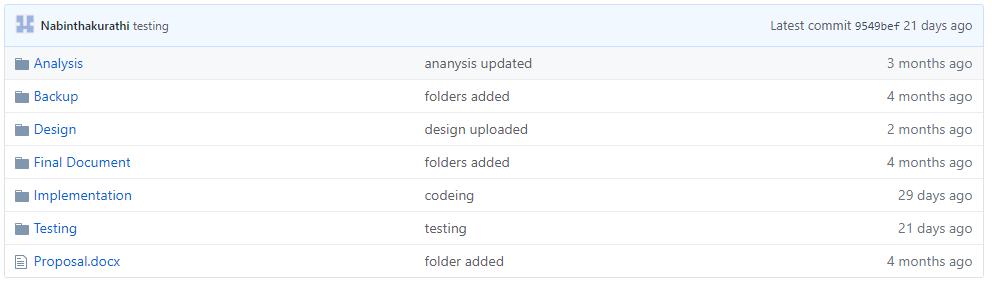 Nabinthakurathi testing Latest commit 9549bef 21 days ago
Analysis ananysis updated 3 months ago
Backup folders added 4 months ago
Design design uploaded 2 months ago
Final Document folders added 4 months ago
Implementation codeing 29 days ago
Testing testing 21 days ago
Proposal.docx folder added 4 months ago